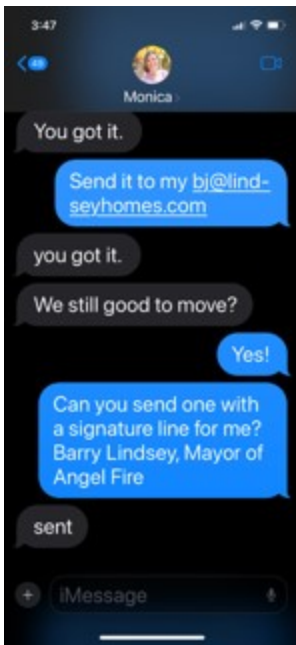 3:47
48
Monica
You got it.
Send it to my bj@lind-
seyhomes.com
you got it.
We still good to move?
Yes!
Can you send one with
a signature line for me?
Barry Lindsey, Mayor of
Angel Fire
sent
iMessage